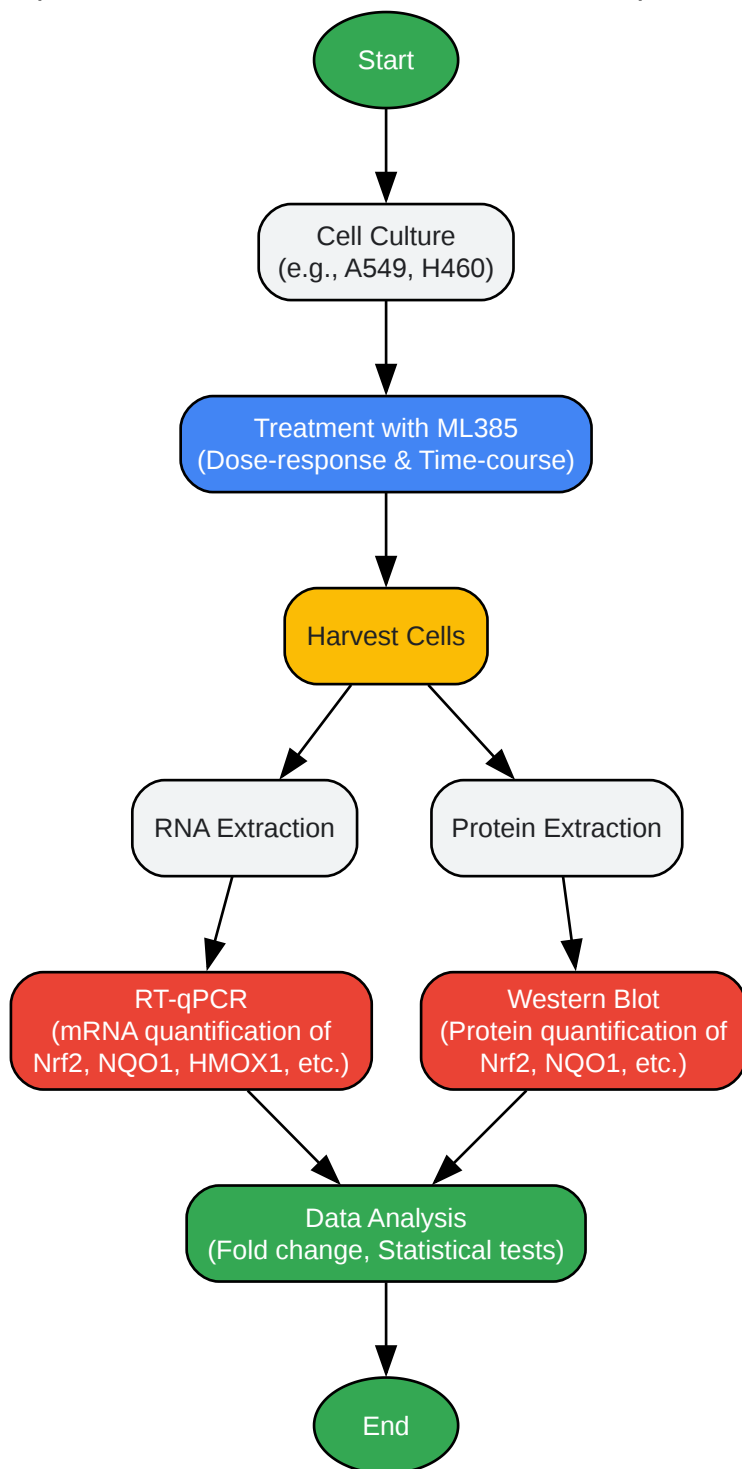 Start
Cell Culture
(e.g., A549, H460)
Treatment with ML385
(Dose-response & Time-course)
Harvest Cells
RNA Extraction
Protein Extraction
RT-qPCR
(mRNA quantification of
Nrf2, NQO1, HMOX1, etc.)
Western Blot
(Protein quantification of
Nrf2, NQO1, etc.)
Data Analysis
(Fold change, Statistical tests)
End